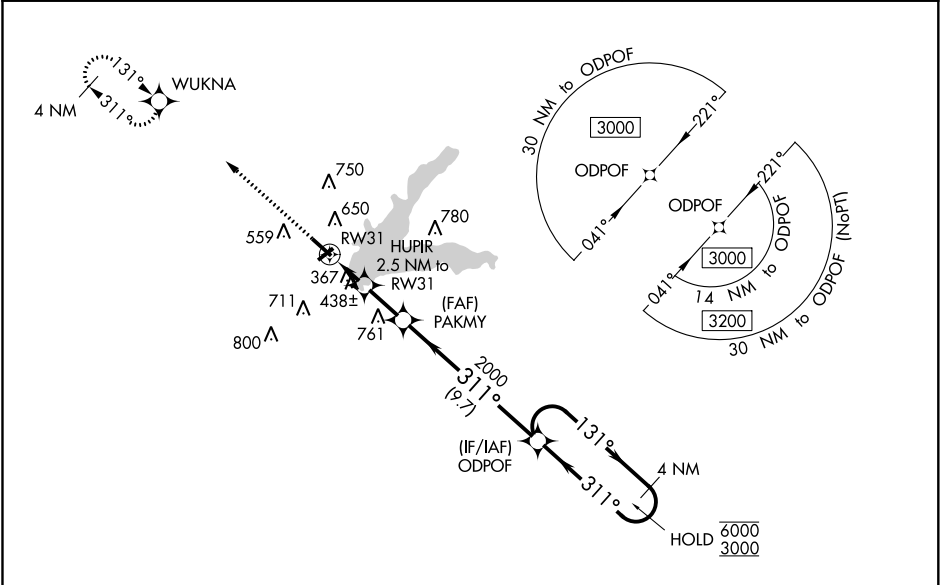 131°
311°
4 NM
WUKNA
30 NM to ODPOF
3000
221°
ODPOF
041°
221°
ODPOF
3000
14 NM to ODPOF
041°
3200
30 NM to ODPOF (NoPT)
750
650
780
559
RW31
HUPIR
2.5 NM to
RW31
367
438±
711
761
800
(FAF)
PAKMY
2000
311°
(9.7)
(IF/IAF)
ODPOF
131°
4 NM
311°
HOLD 6000
3000